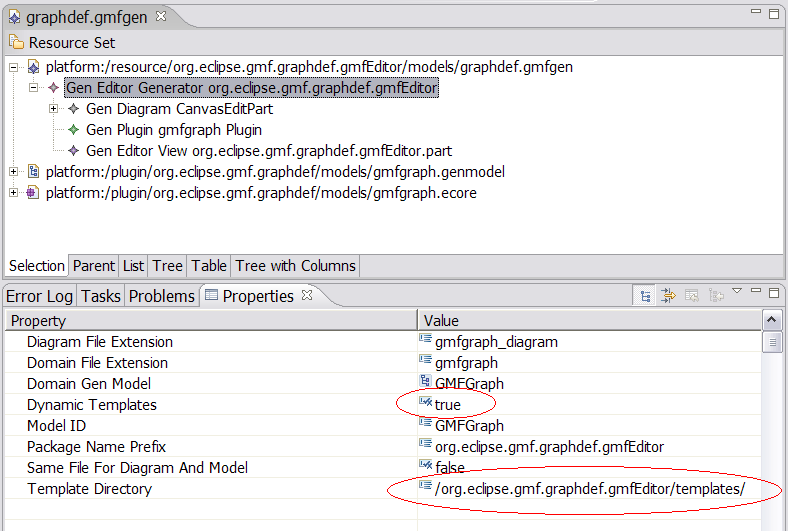 graphdef.gmfgen
Resource Set
platform:/resource/org.eclipse.gmf.graphdef.gmfEditor/models/graphdef.gmfgen
Gen Editor Generator org.eclipse.gmf.graphdef.gmfEditor
Gen Diagram CanvasEditPart
Gen Plugin gmfgraph Plugin
Gen Editor View org.eclipse.gmf.graphdef.gmfEditor.part
platform:/plugin/org.eclipse.gmf.graphdef/models/gmfgraph.genmodel
platform:/plugin/org.eclipse.gmf.graphdef/models/gmfgraph.ecore
Selection Parent List Tree Table Tree with Columns
Error Log Tasks Problems Properties
Property Value
Diagram File Extension gmfgraph_diagram
Domain File Extension gmfgraph
Domain Gen Model GMFGraph
Dynamic Templates true
Model ID GMFGraph
Package Name Prefix org.eclipse.gmf.graphdef.gmfEditor
Same File For Diagram And Model false
Template Directory /org.eclipse.gmf.graphdef.gmfEditor/templates/